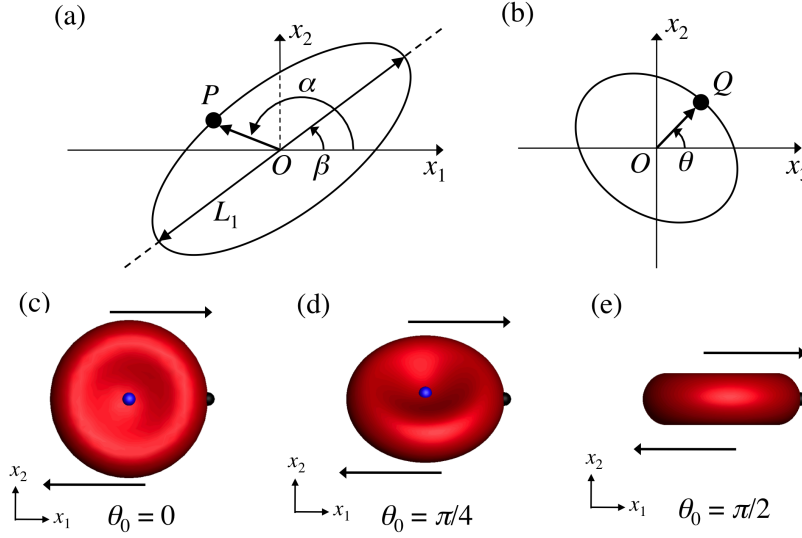 (a)
x₂
P
α
O
β
x₁
L₁
(b)
x₂
Q
O
θ
(c)
x₂
x₁
θ₀ = 0
(d)
x₂
x₁
θ₀ = π/4
(e)
x₂
x₁
θ₀ = π/2